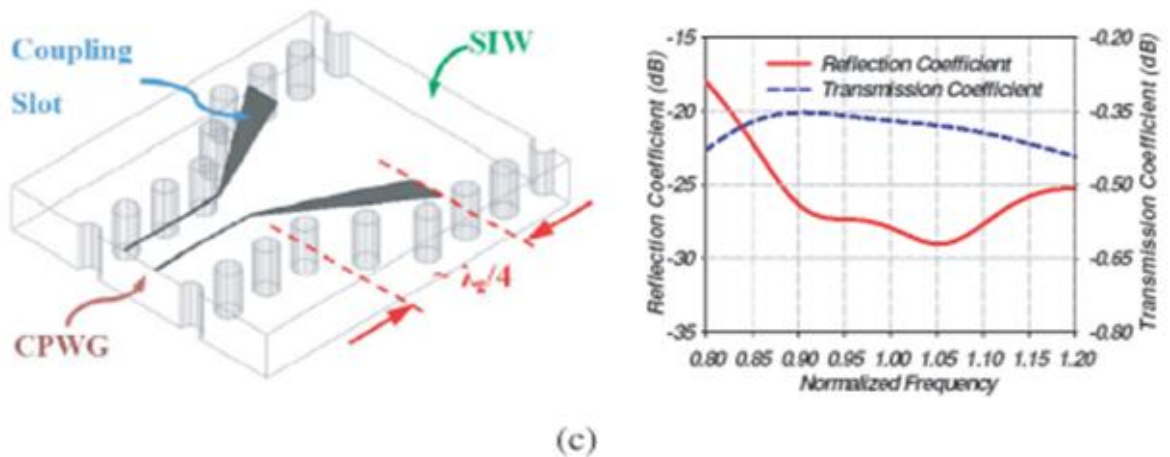 Coupling
Slot
SIW
~ λg/4
CPWG
Reflection Coefficient (dB)
-15
-20
-25
-30
-35
Reflection Coefficient
Transmission Coefficient
-0.20
-0.35
-0.50
-0.65
-0.80
Transmission Coefficient (dB)
0.80 0.85 0.90 0.95 1.00 1.05 1.10 1.15 1.20
Normalized Frequency
(c)